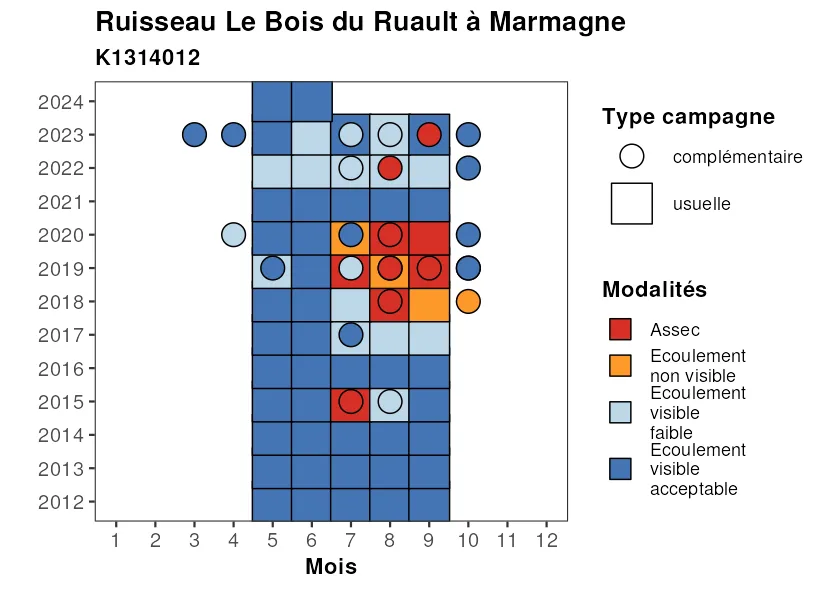 Ruisseau Le Bois du Ruault à Marmagne
K1314012
2024
2023
2022
2021
2020
2019
2018
2017
2016
2015
2014
2013
2012
1 2 3 4 5 6 7 8 9 10 11 12
Mois
Type campagne
complémentaire
usuelle
Modalités
Assec
Ecoulement
non visible
Ecoulement
visible
faible
Ecoulement
visible
acceptable